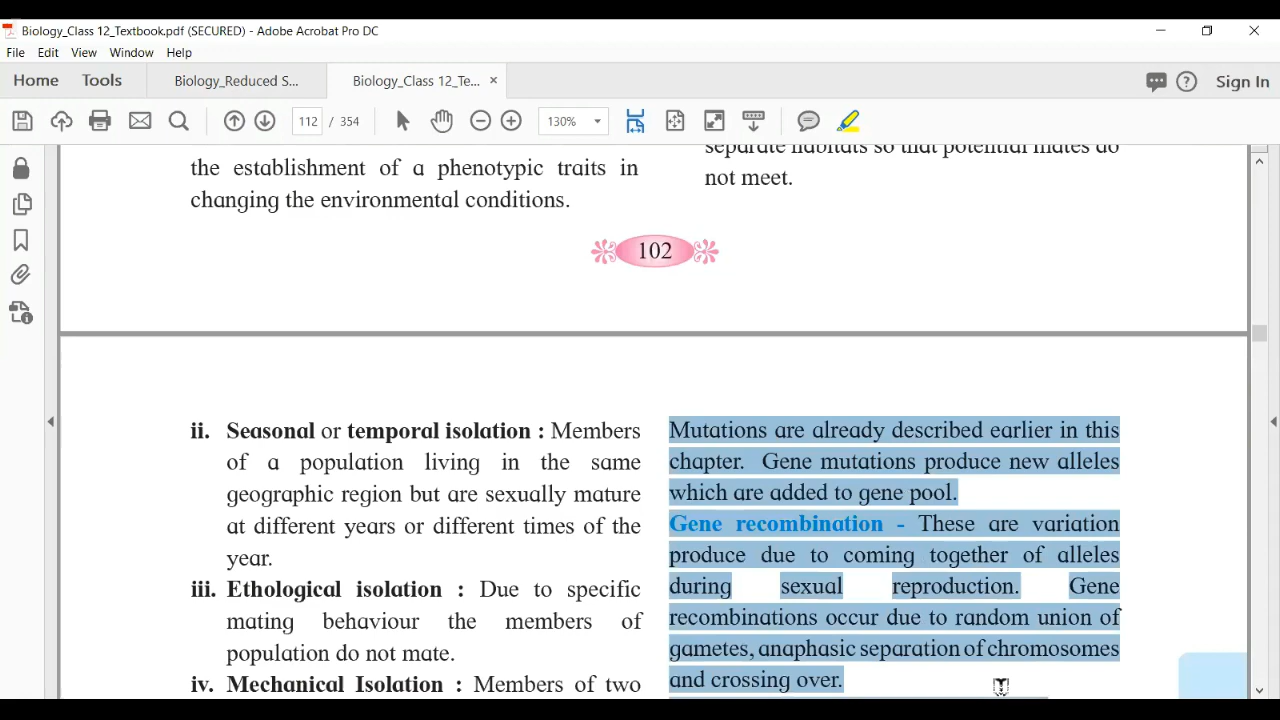 Biology_Class 12_Textbook.pdf (SECURED) - Adobe Acrobat Pro DC
File Edit View Window Help
Home Tools Biology_Reduced S... Biology_Class 12_Te... × Sign In
112 / 354 130%
the establishment of a phenotypic traits in
changing the environmental conditions.
separate habitats so that potential mates do
not meet.
102
ii. Seasonal or temporal isolation : Members
of a population living in the same
geographic region but are sexually mature
at different years or different times of the
year.
iii. Ethological isolation : Due to specific
mating behaviour the members of
population do not mate.
iv. Mechanical Isolation : Members of two
Mutations are already described earlier in this
chapter. Gene mutations produce new alleles
which are added to gene pool.
Gene recombination - These are variation
produce due to coming together of alleles
during sexual reproduction. Gene
recombinations occur due to random union of
gametes, anaphasic separation of chromosomes
and crossing over.